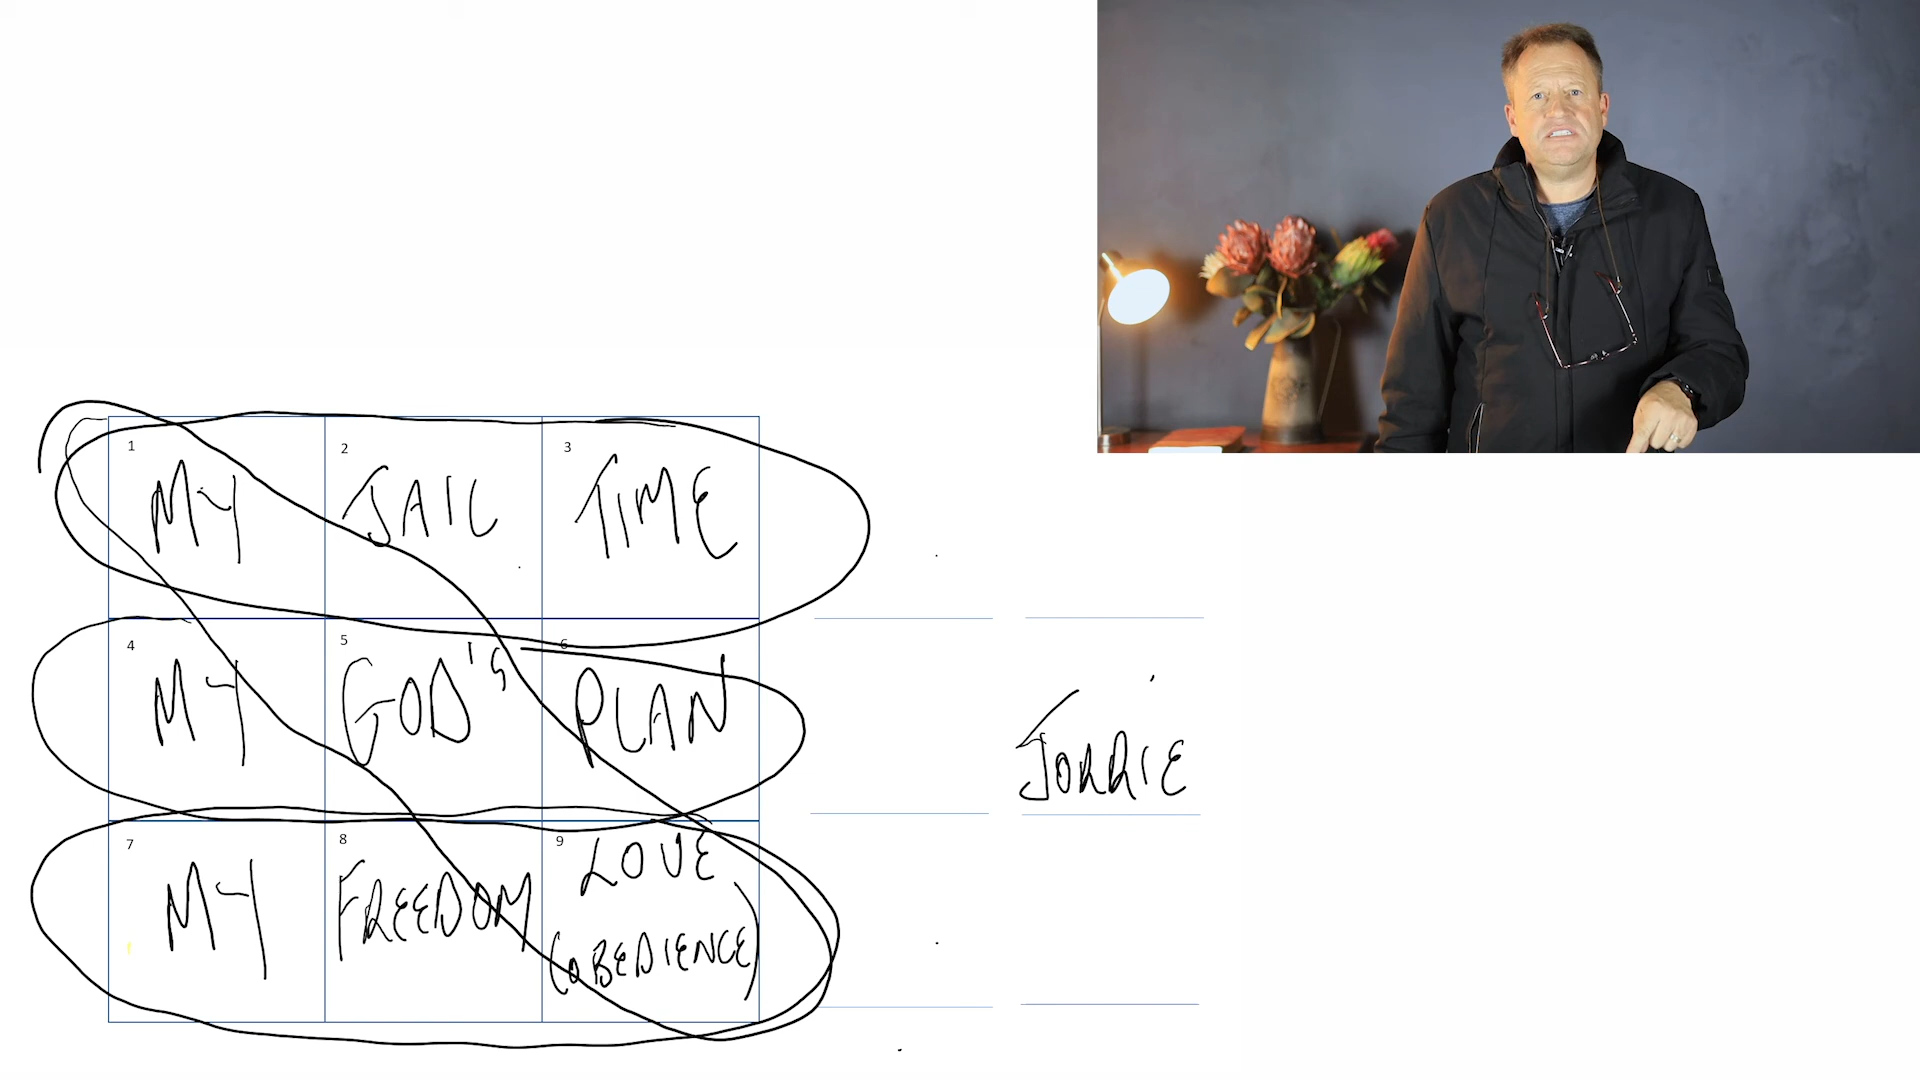 1 2 3
MY JAIL TIME
4 5 6
MY GOD'S PLAN
JORRIE
7 8 9
MY FREEDOM LOVE
(OBEDIENCE)